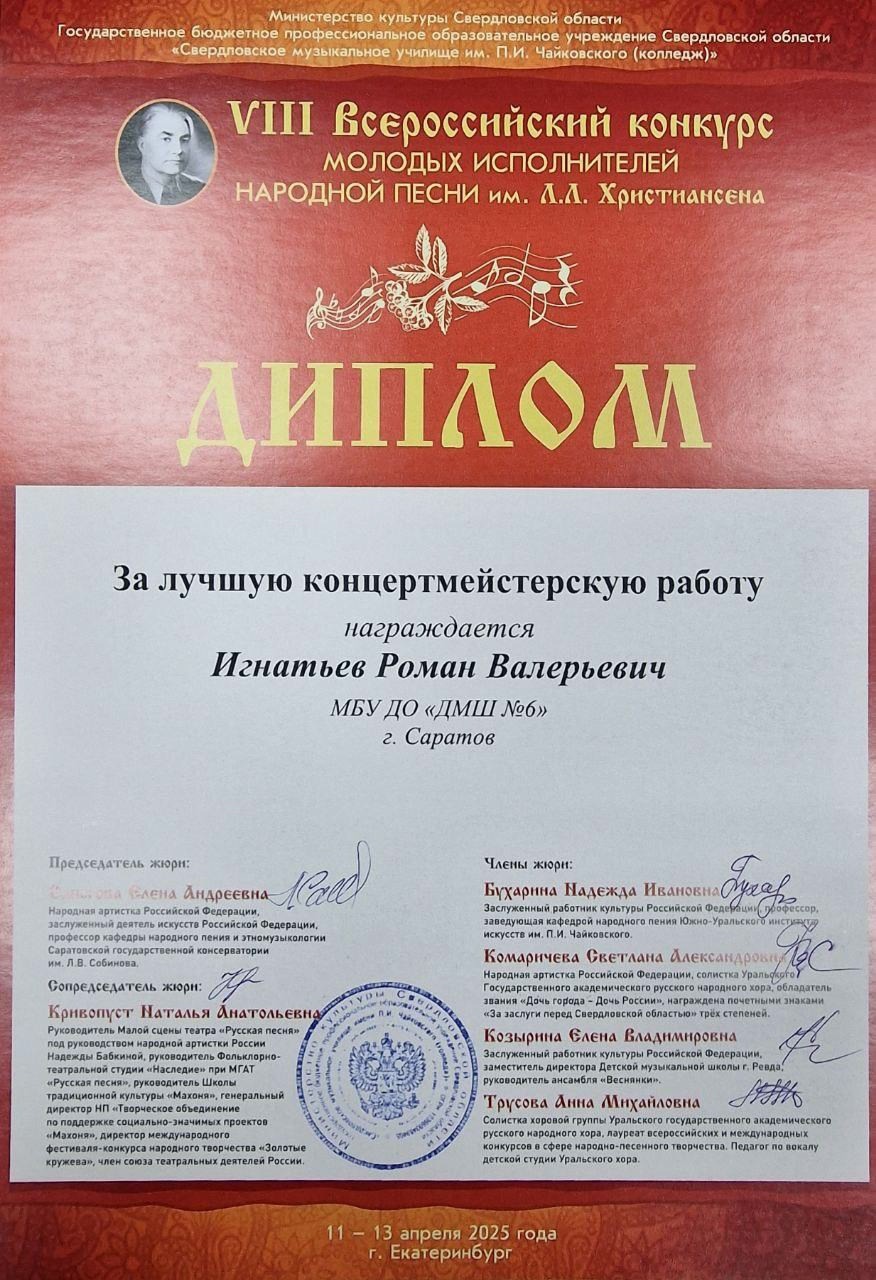 Министерство культуры Свердловской области
Государственное бюджетное профессиональное образовательное учреждение Свердловской области
«Свердловское музыкальное училище им. П.И. Чайковского (колледж)»
VIII Всероссийский конкурс
МОЛОДЫХ ИСПОЛНИТЕЛЕЙ
НАРОДНОЙ ПЕСНИ им. Л.Л. Христиансена
ДИПЛОМ
За лучшую концертмейстерскую работу
награждается
Игнатьев Роман Валерьевич
МБУ ДО «ДМШ №6»
г. Саратов
Председатель жюри:
Елена Андреевна
Народная артистка Российской Федерации,
заслуженный деятель искусств Российской Федерации,
профессор кафедры народного пения и этномузыкологии
Саратовской государственной консерватории
им. Л.В. Собинова.
Сопредседатель жюри:
Кривопуст Наталья Анатольевна
Руководитель Малой сцены театра «Русская песня»
под руководством народной артистки России
Надежды Бабкиной, руководитель Фольклорно-
театральной студии «Наследие» при МГАТ
«Русская песня», руководитель Школы
традиционной культуры «Махоня», генеральный
директор НП «Творческое объединение
по поддержке социально-значимых проектов
«Махоня», директор международного
фестиваля-конкурса народного творчества «Золотые
кружева», член союза театральных деятелей России.
Члены жюри:
Бухарина Надежда Ивановна
Заслуженный работник культуры Российской Федерации, профессор,
заведующая кафедрой народного пения Южно-Уральского института
искусств им. П.И. Чайковского.
Комаричева Светлана Александровна
Народная артистка Российской Федерации, солистка Уральского
Государственного академического русского народного хора, обладатель
звания «Дочь города - Дочь России», награждена почетными знаками
«За заслуги перед Свердловской областью» трёх степеней.
Козырина Елена Владимировна
Заслуженный работник культуры Российской Федерации,
заместитель директора Детской музыкальной школы г. Ревда,
руководитель ансамбля «Веснянки».
Трусова Анна Михайловна
Солистка хоровой группы Уральского государственного академического
русского народного хора, лауреат всероссийских и международных
конкурсов в сфере народно-песенного творчества. Педагог по вокалу
детской студии Уральского хора.
11 – 13 апреля 2025 года
г. Екатеринбург